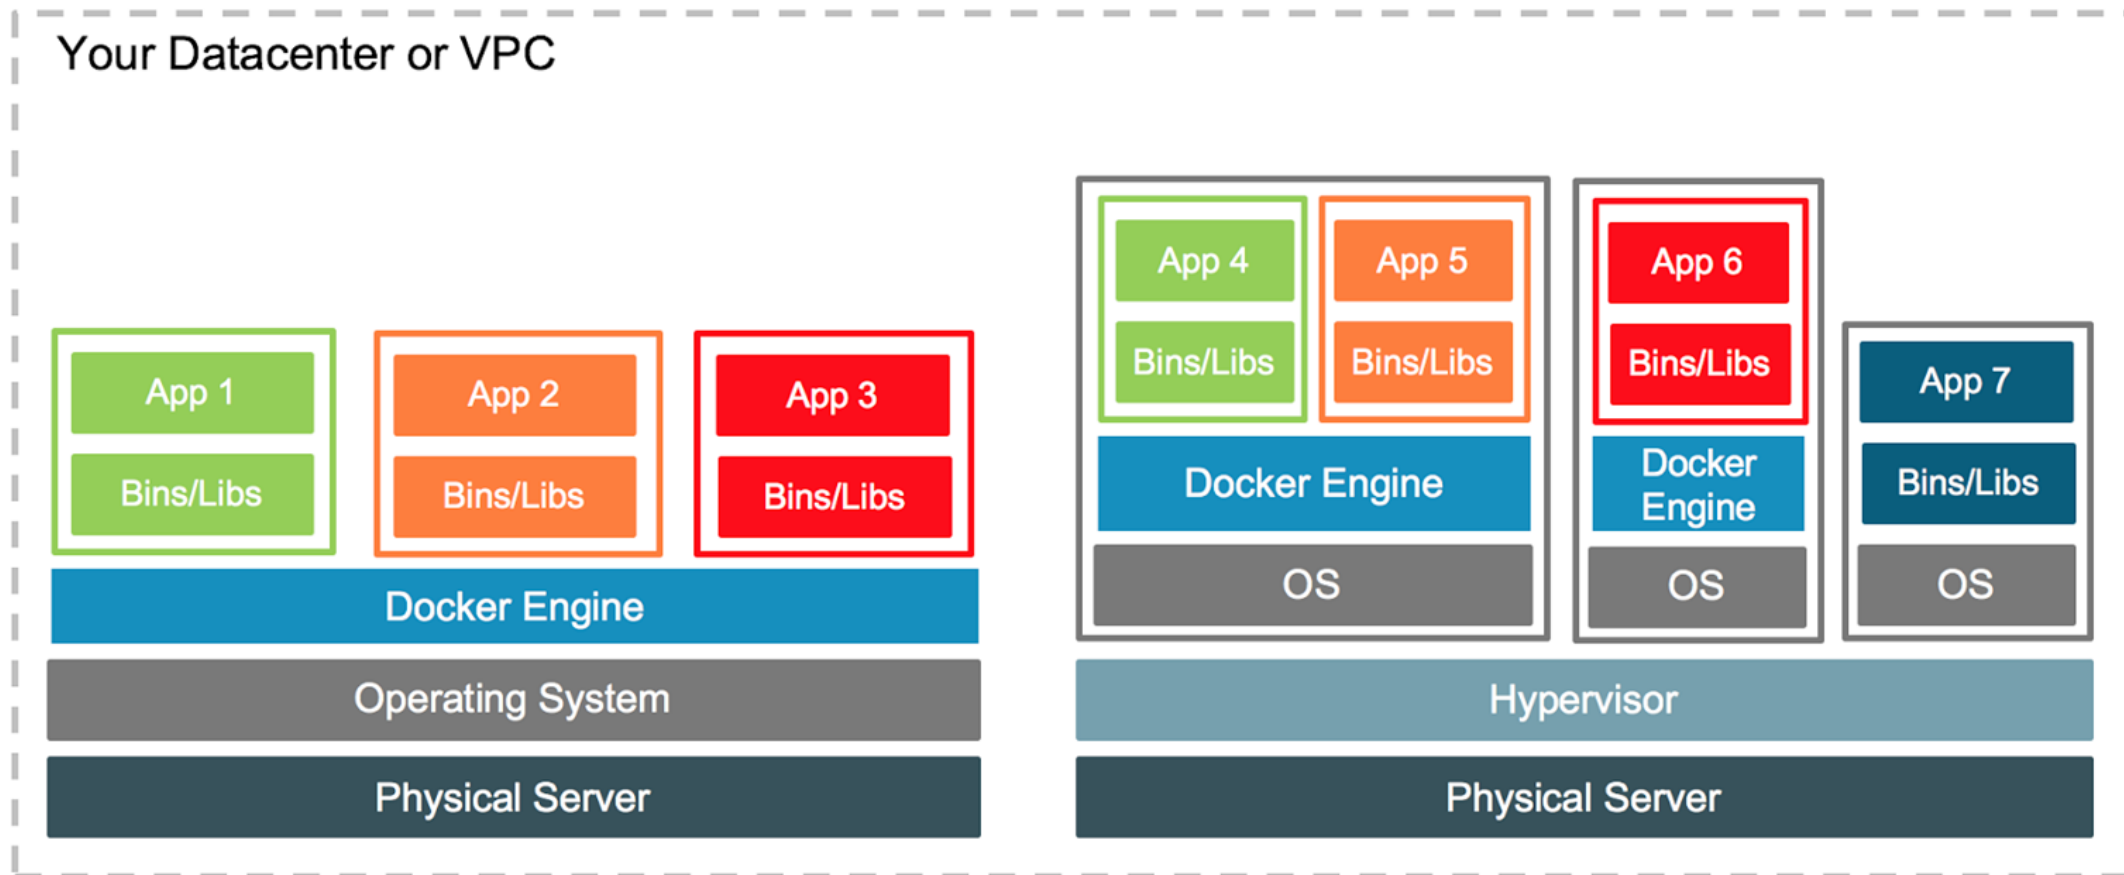 Your Datacenter or VPC
App 1
Bins/Libs
App 2
Bins/Libs
App 3
Bins/Libs
Docker Engine
Operating System
Physical Server
App 4
Bins/Libs
App 5
Bins/Libs
Docker Engine
OS
App 6
Bins/Libs
Docker
Engine
OS
App 7
Bins/Libs
OS
Hypervisor
Physical Server